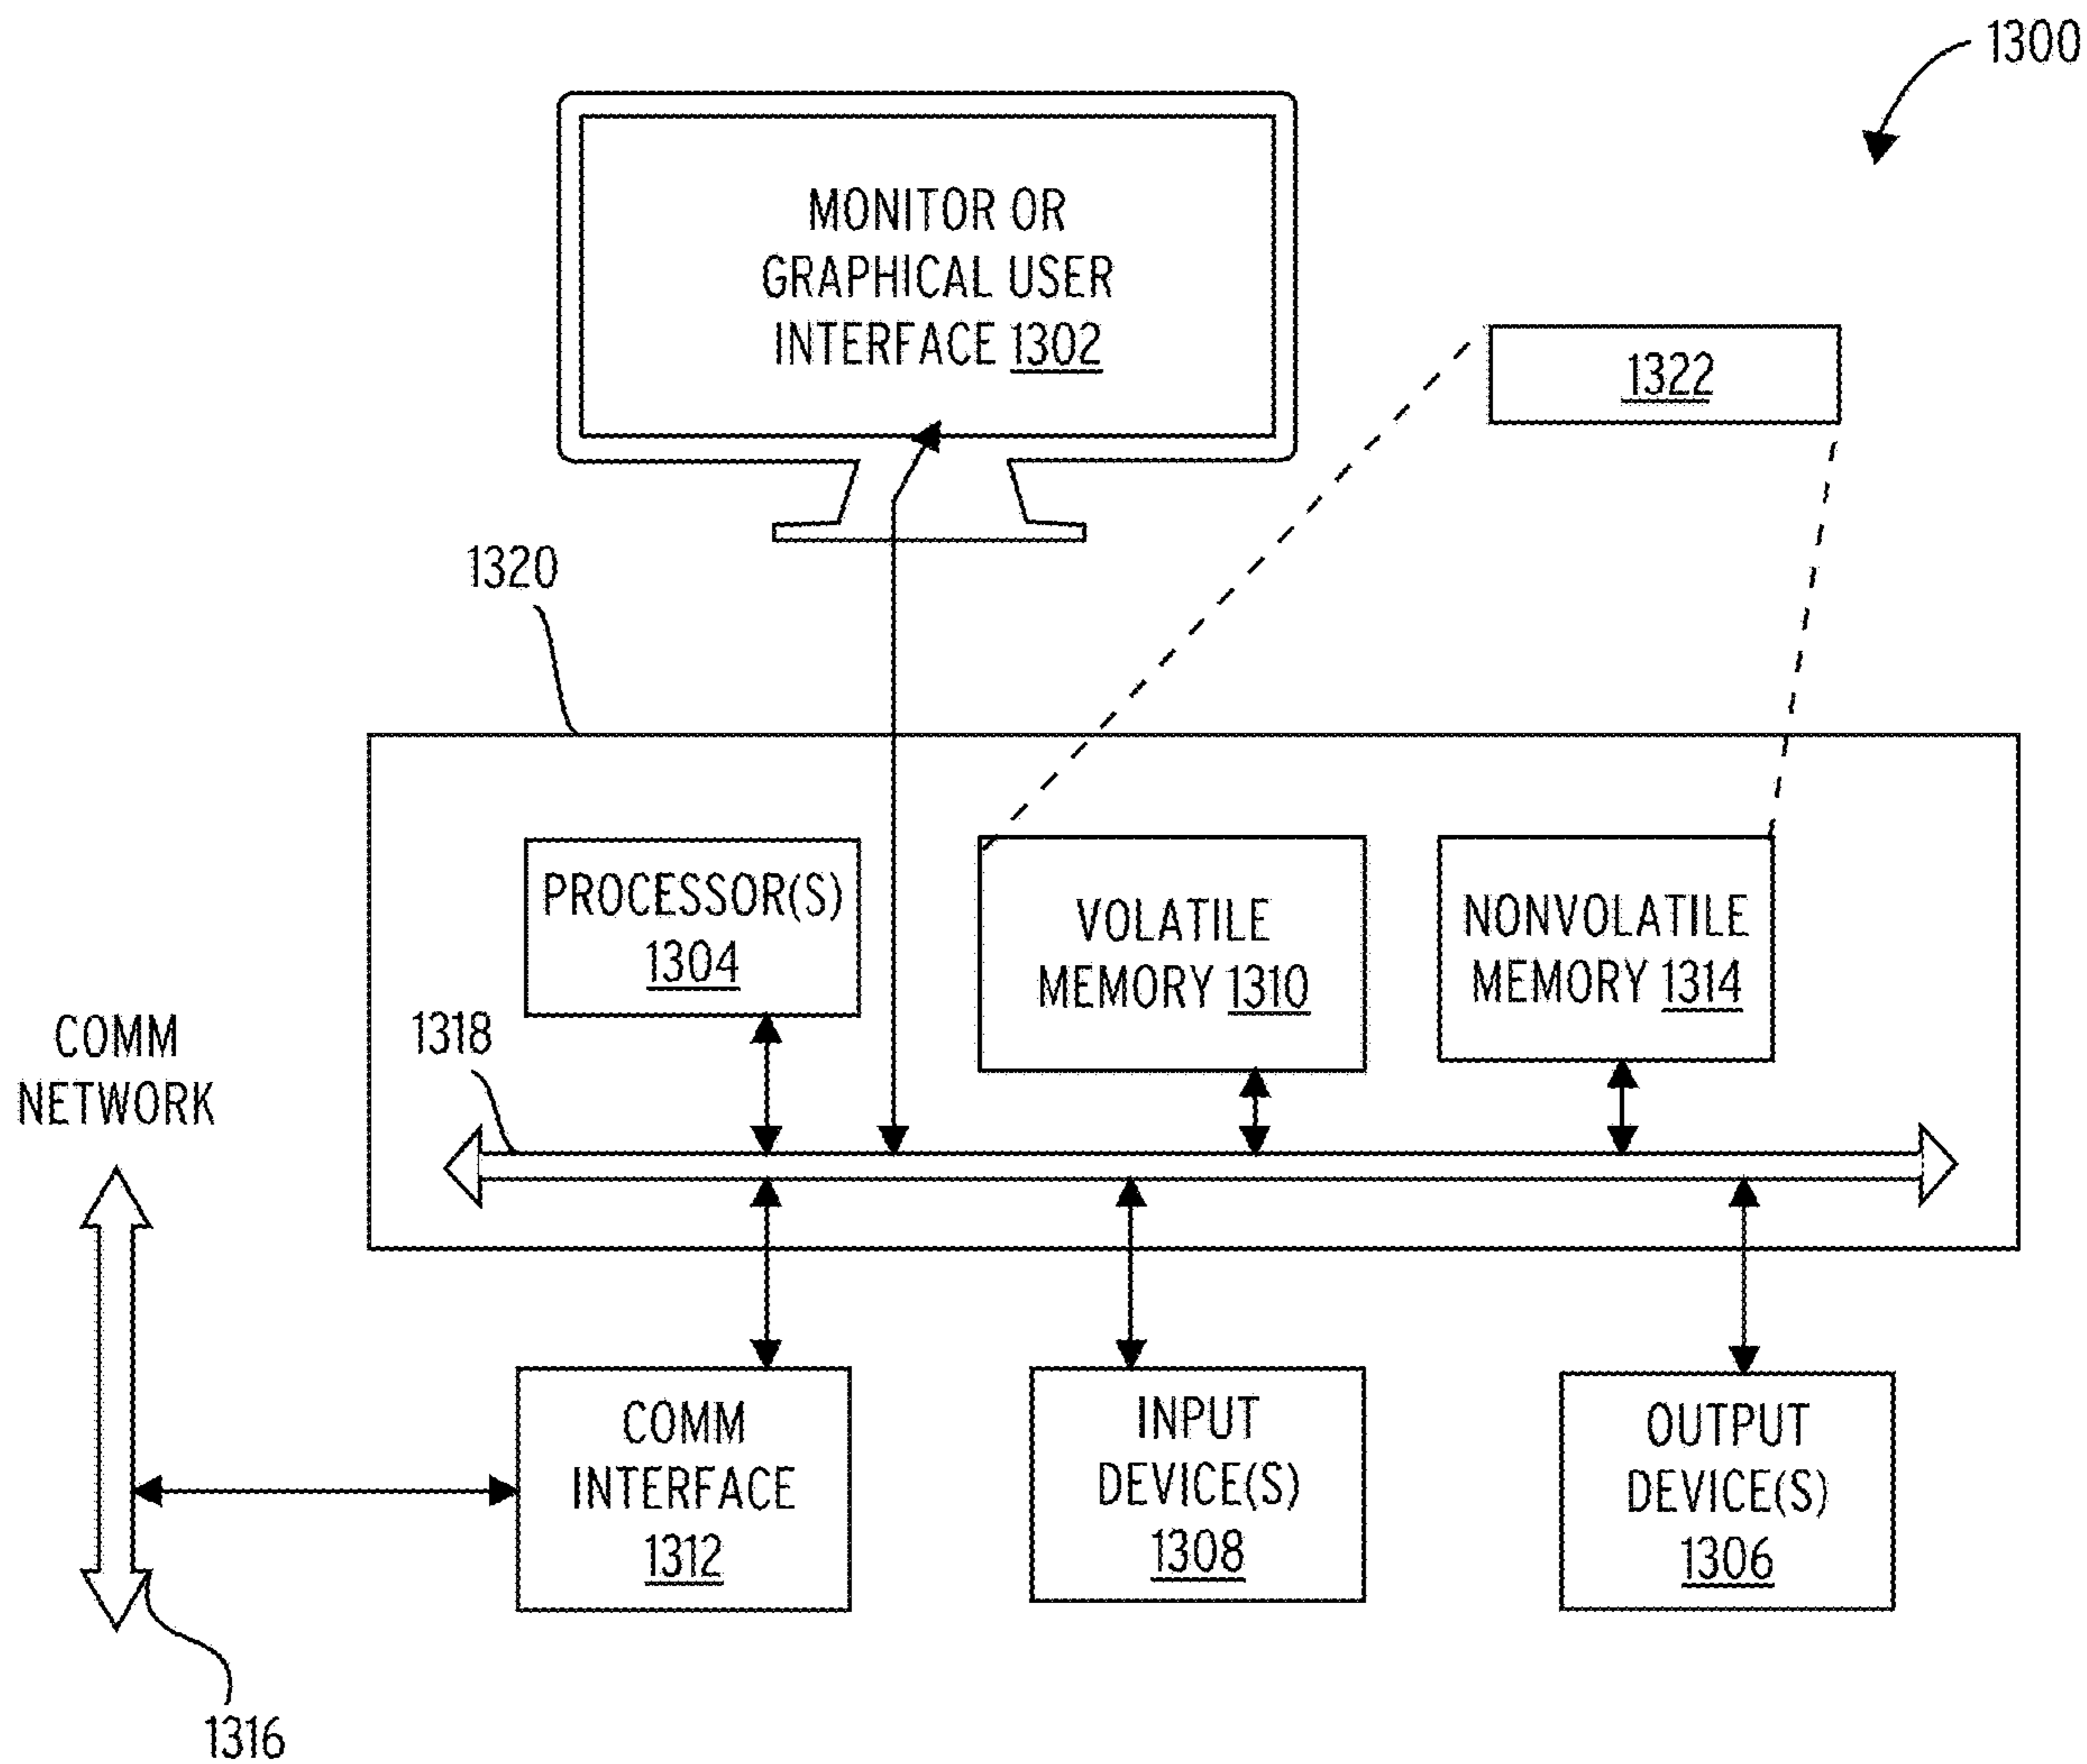 1300
MONITOR OR
GRAPHICAL USER
INTERFACE 1302
1322
1320
PROCESSOR(S)
1304
VOLATILE
MEMORY 1310
NONVOLATILE
MEMORY 1314
1318
COMM
NETWORK
COMM
INTERFACE
1312
INPUT
DEVICE(S)
1308
OUTPUT
DEVICE(S)
1306
1316